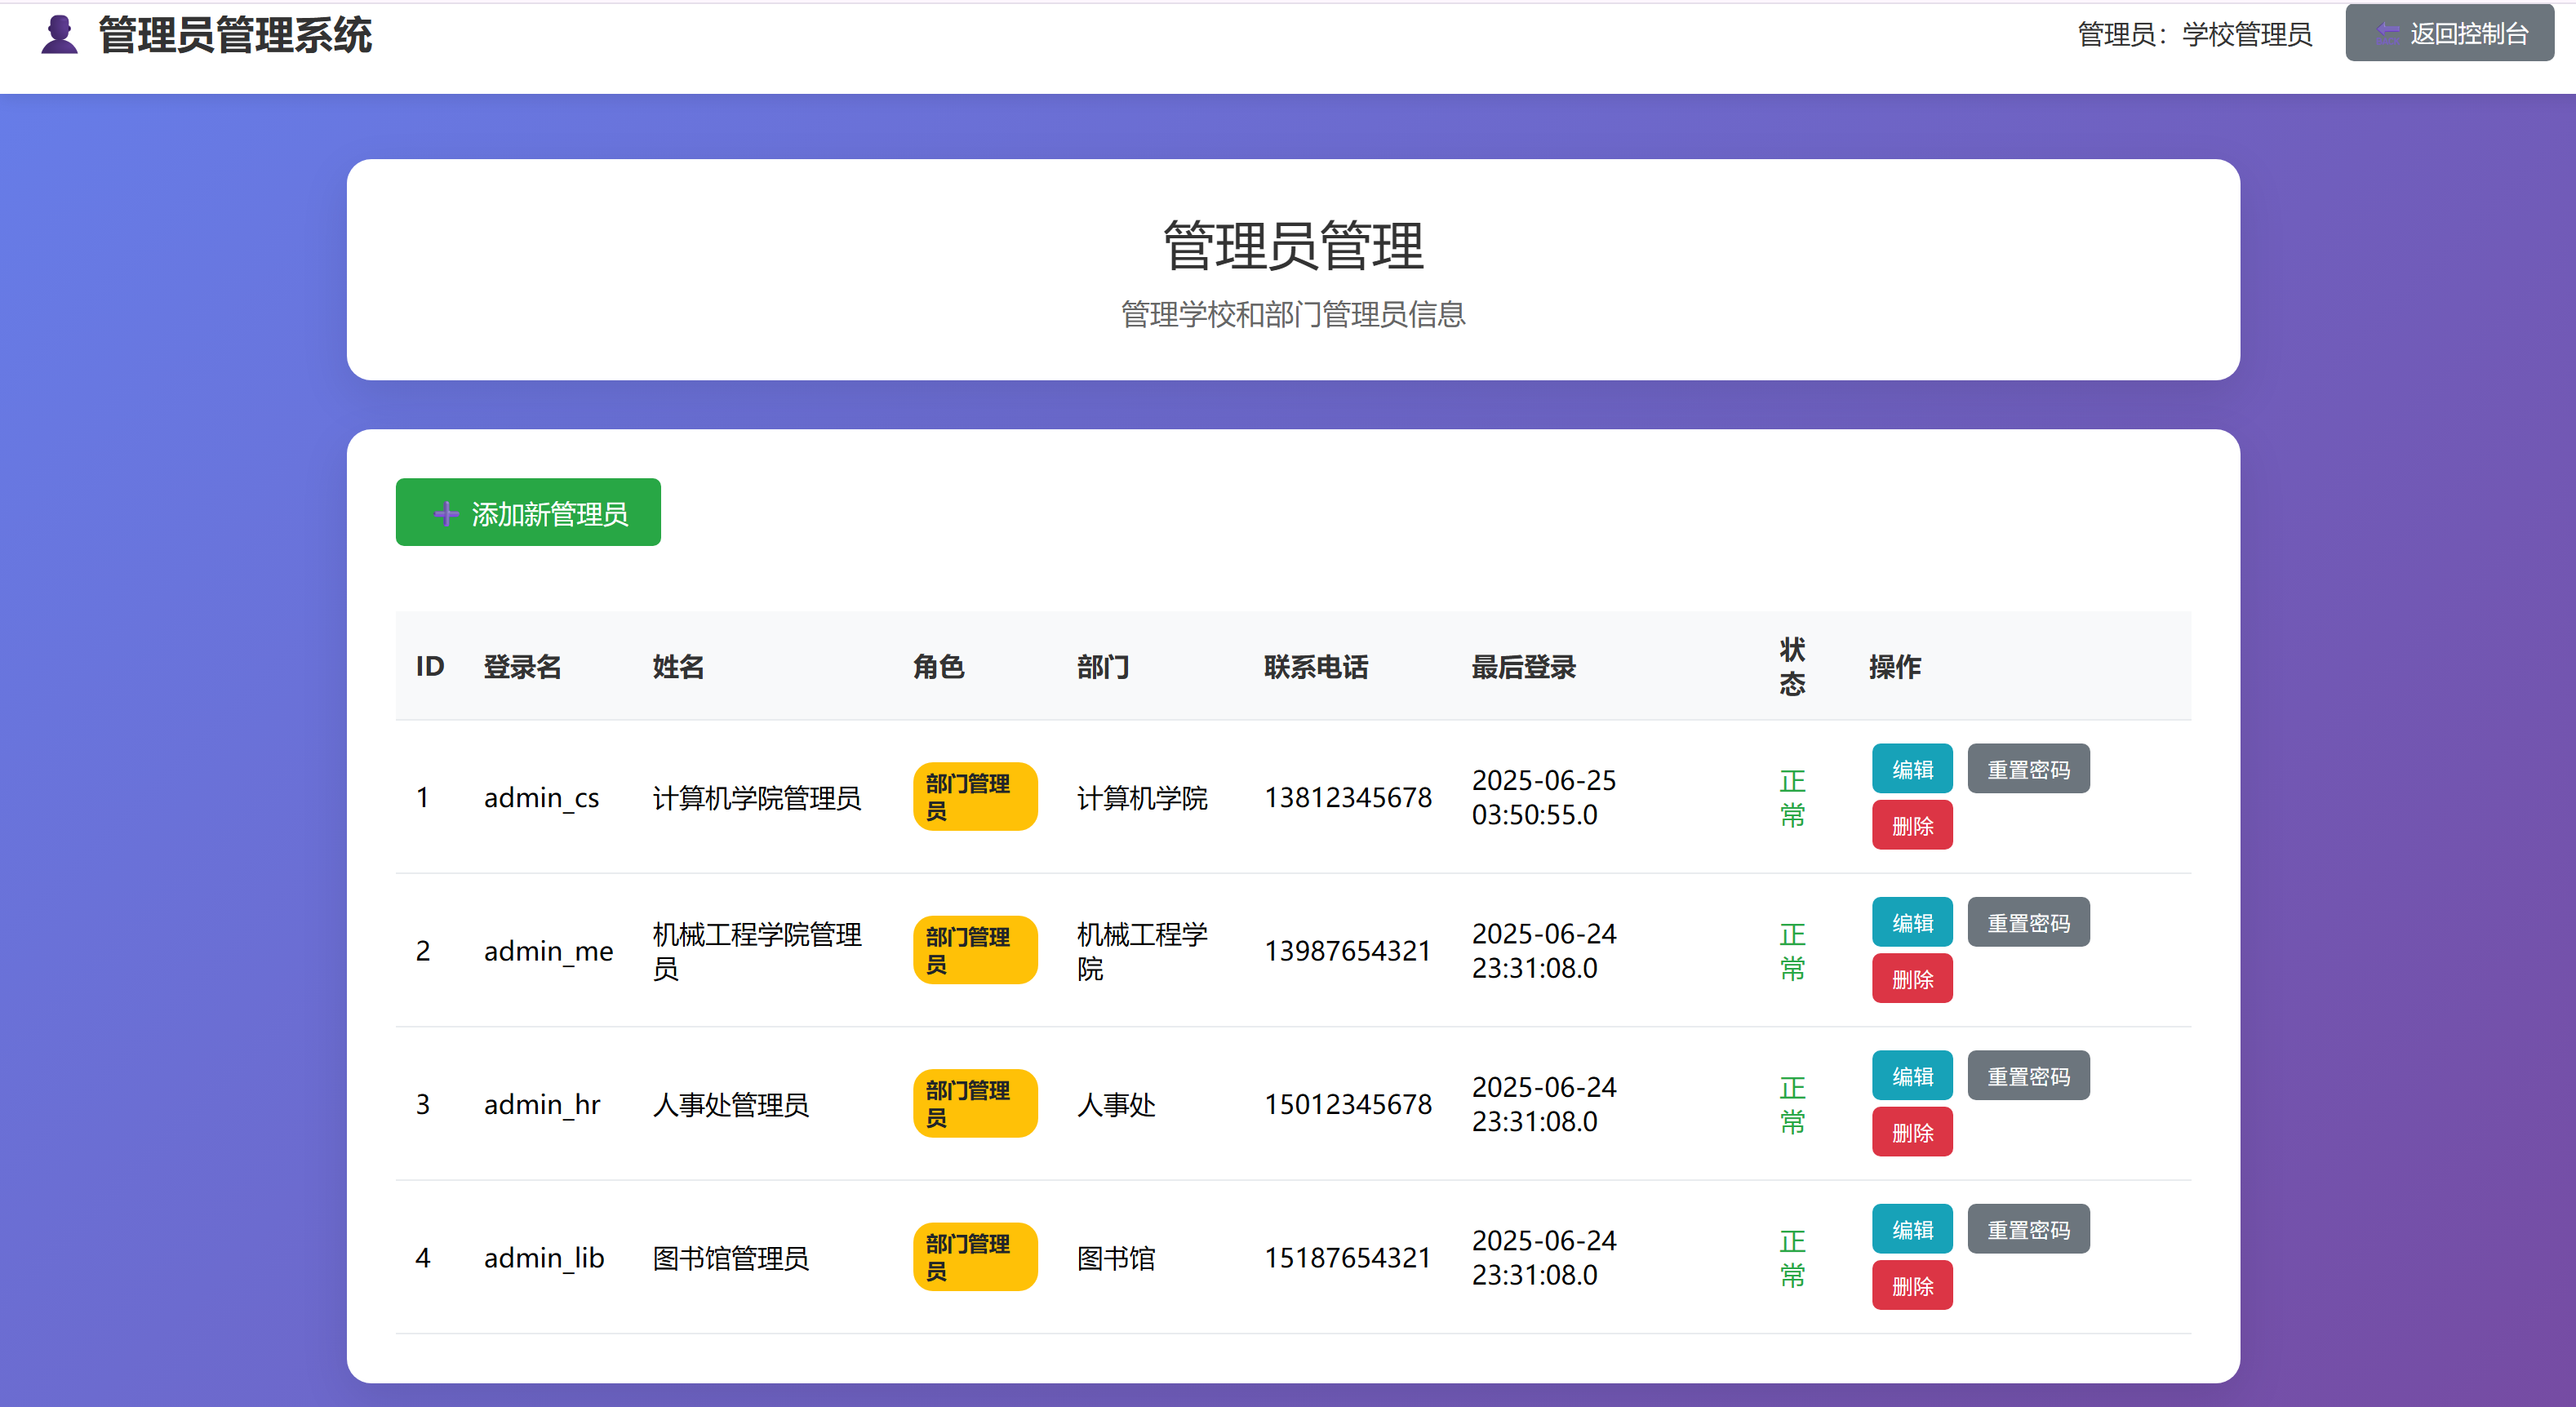 管理员管理系统
管理员：学校管理员
返回控制台
管理员管理
管理学校和部门管理员信息
添加新管理员
ID 登录名 姓名 角色 部门 联系电话 最后登录 状态 操作
1 admin_cs 计算机学院管理员 部门管理员 计算机学院 13812345678 2025-06-25 03:50:55.0 正常 编辑 重置密码 删除
2 admin_me 机械工程学院管理员 部门管理员 机械工程学院 13987654321 2025-06-24 23:31:08.0 正常 编辑 重置密码 删除
3 admin_hr 人事处管理员 部门管理员 人事处 15012345678 2025-06-24 23:31:08.0 正常 编辑 重置密码 删除
4 admin_lib 图书馆管理员 部门管理员 图书馆 15187654321 2025-06-24 23:31:08.0 正常 编辑 重置密码 删除